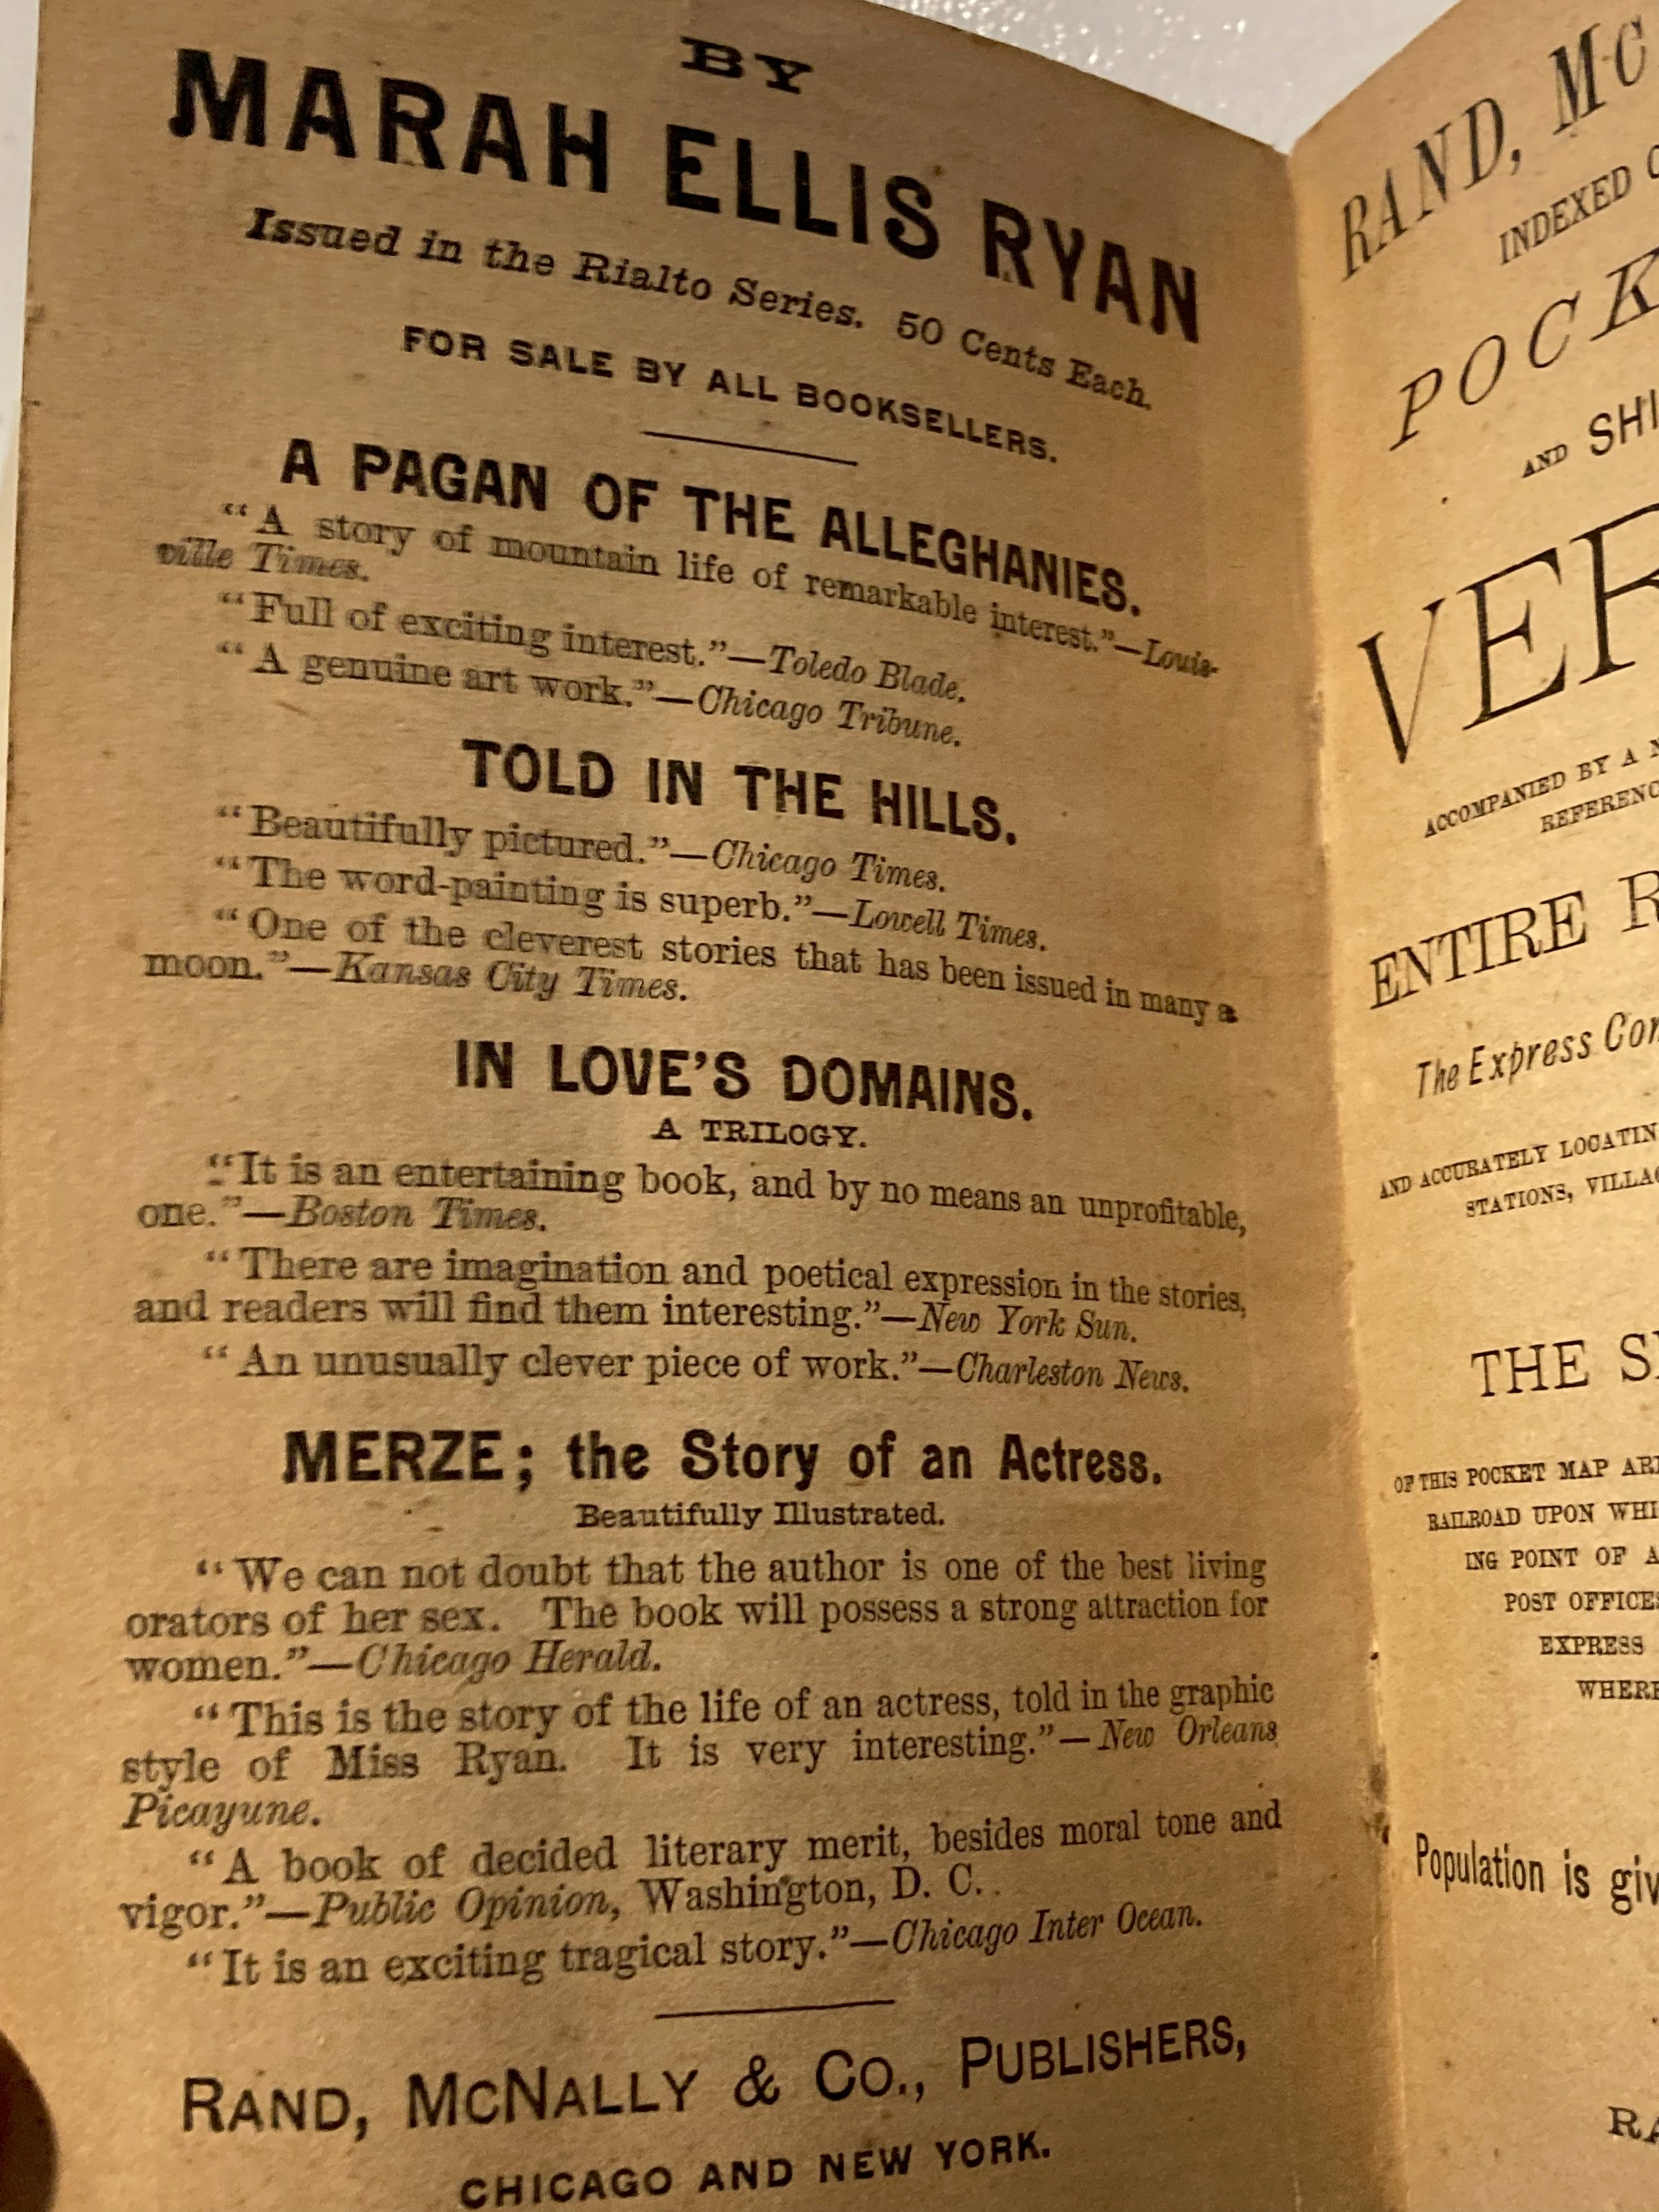 BY
MARAH ELLIS RYAN
Issued in the Rialto Series. 50 Cents Each.
FOR SALE BY ALL BOOKSELLERS.
A PAGAN OF THE ALLEGHANIES.
"A story of mountain life of remarkable interest."—Louis-
ville Times.
"Full of exciting interest."—Toledo Blade.
"A genuine art work."—Chicago Tribune.
TOLD IN THE HILLS.
"Beautifully pictured."—Chicago Times.
"The word-painting is superb."—Lowell Times.
"One of the cleverest stories that has been issued in many a
moon."—Kansas City Times.
IN LOVE'S DOMAINS.
A TRILOGY.
"It is an entertaining book, and by no means an unprofitable,
one."—Boston Times.
"There are imagination and poetical expression in the stories,
and readers will find them interesting."—New York Sun.
"An unusually clever piece of work."—Charleston News.
MERZE; the Story of an Actress.
Beautifully Illustrated.
"We can not doubt that the author is one of the best living
orators of her sex. The book will possess a strong attraction for
women."—Chicago Herald.
"This is the story of the life of an actress, told in the graphic
style of Miss Ryan. It is very interesting."—New Orleans
Picayune.
"A book of decided literary merit, besides moral tone and
vigor."—Public Opinion, Washington, D. C.
"It is an exciting tragical story."—Chicago Inter Ocean.
RAND, MCNALLY & CO., PUBLISHERS,
CHICAGO AND NEW YORK.
RAND, MC
INDEXED
POCK
AND SHI
VER
ACCOMPANIED BY A
REFERENC
ENTIRE R
The Express Com
AND ACCURATELY LOCATIN
STATIONS, VILLAG
THE S
OF THIS POCKET MAP AR
RAILROAD UPON WHI
ING POINT OF A
POST OFFICES
EXPRESS
WHERE
Population is giv
RA